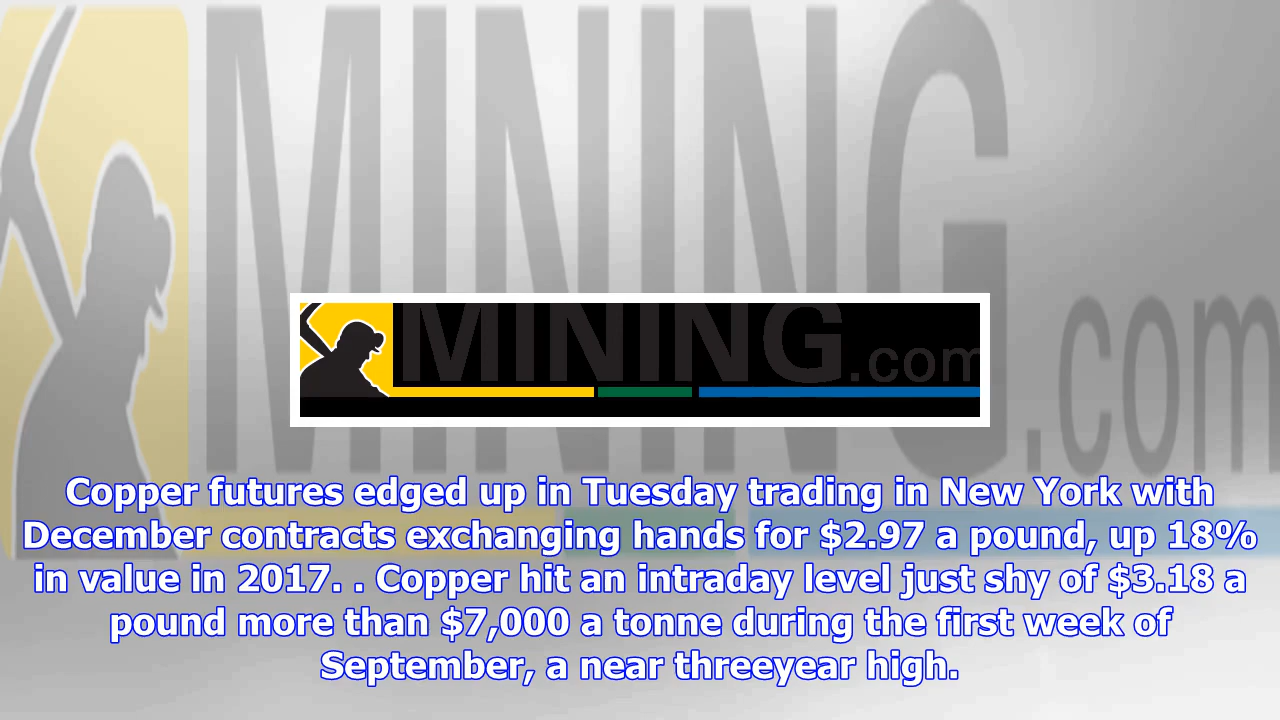 MINING.com
MINING.com
Copper futures edged up in Tuesday trading in New York with
December contracts exchanging hands for $2.97 a pound, up 18%
in value in 2017. . Copper hit an intraday level just shy of $3.18 a
pound more than $7,000 a tonne during the first week of
September, a near threeyear high.